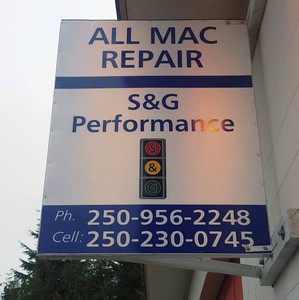 ALL MAC
REPAIR
S&G
Performance
S
&
G
Ph. 250-956-2248
Cell: 250-230-0745